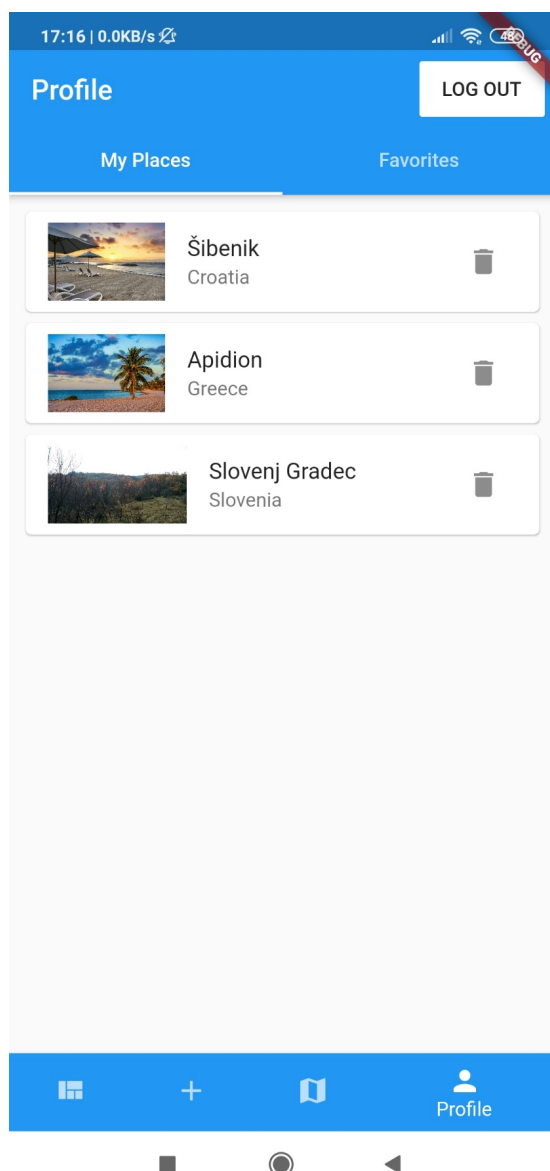 17:16 | 0.0KB/s
48
DEBUG
Profile
LOG OUT
My Places
Favorites
Šibenik
Croatia
Apidion
Greece
Slovenj Gradec
Slovenia
Profile